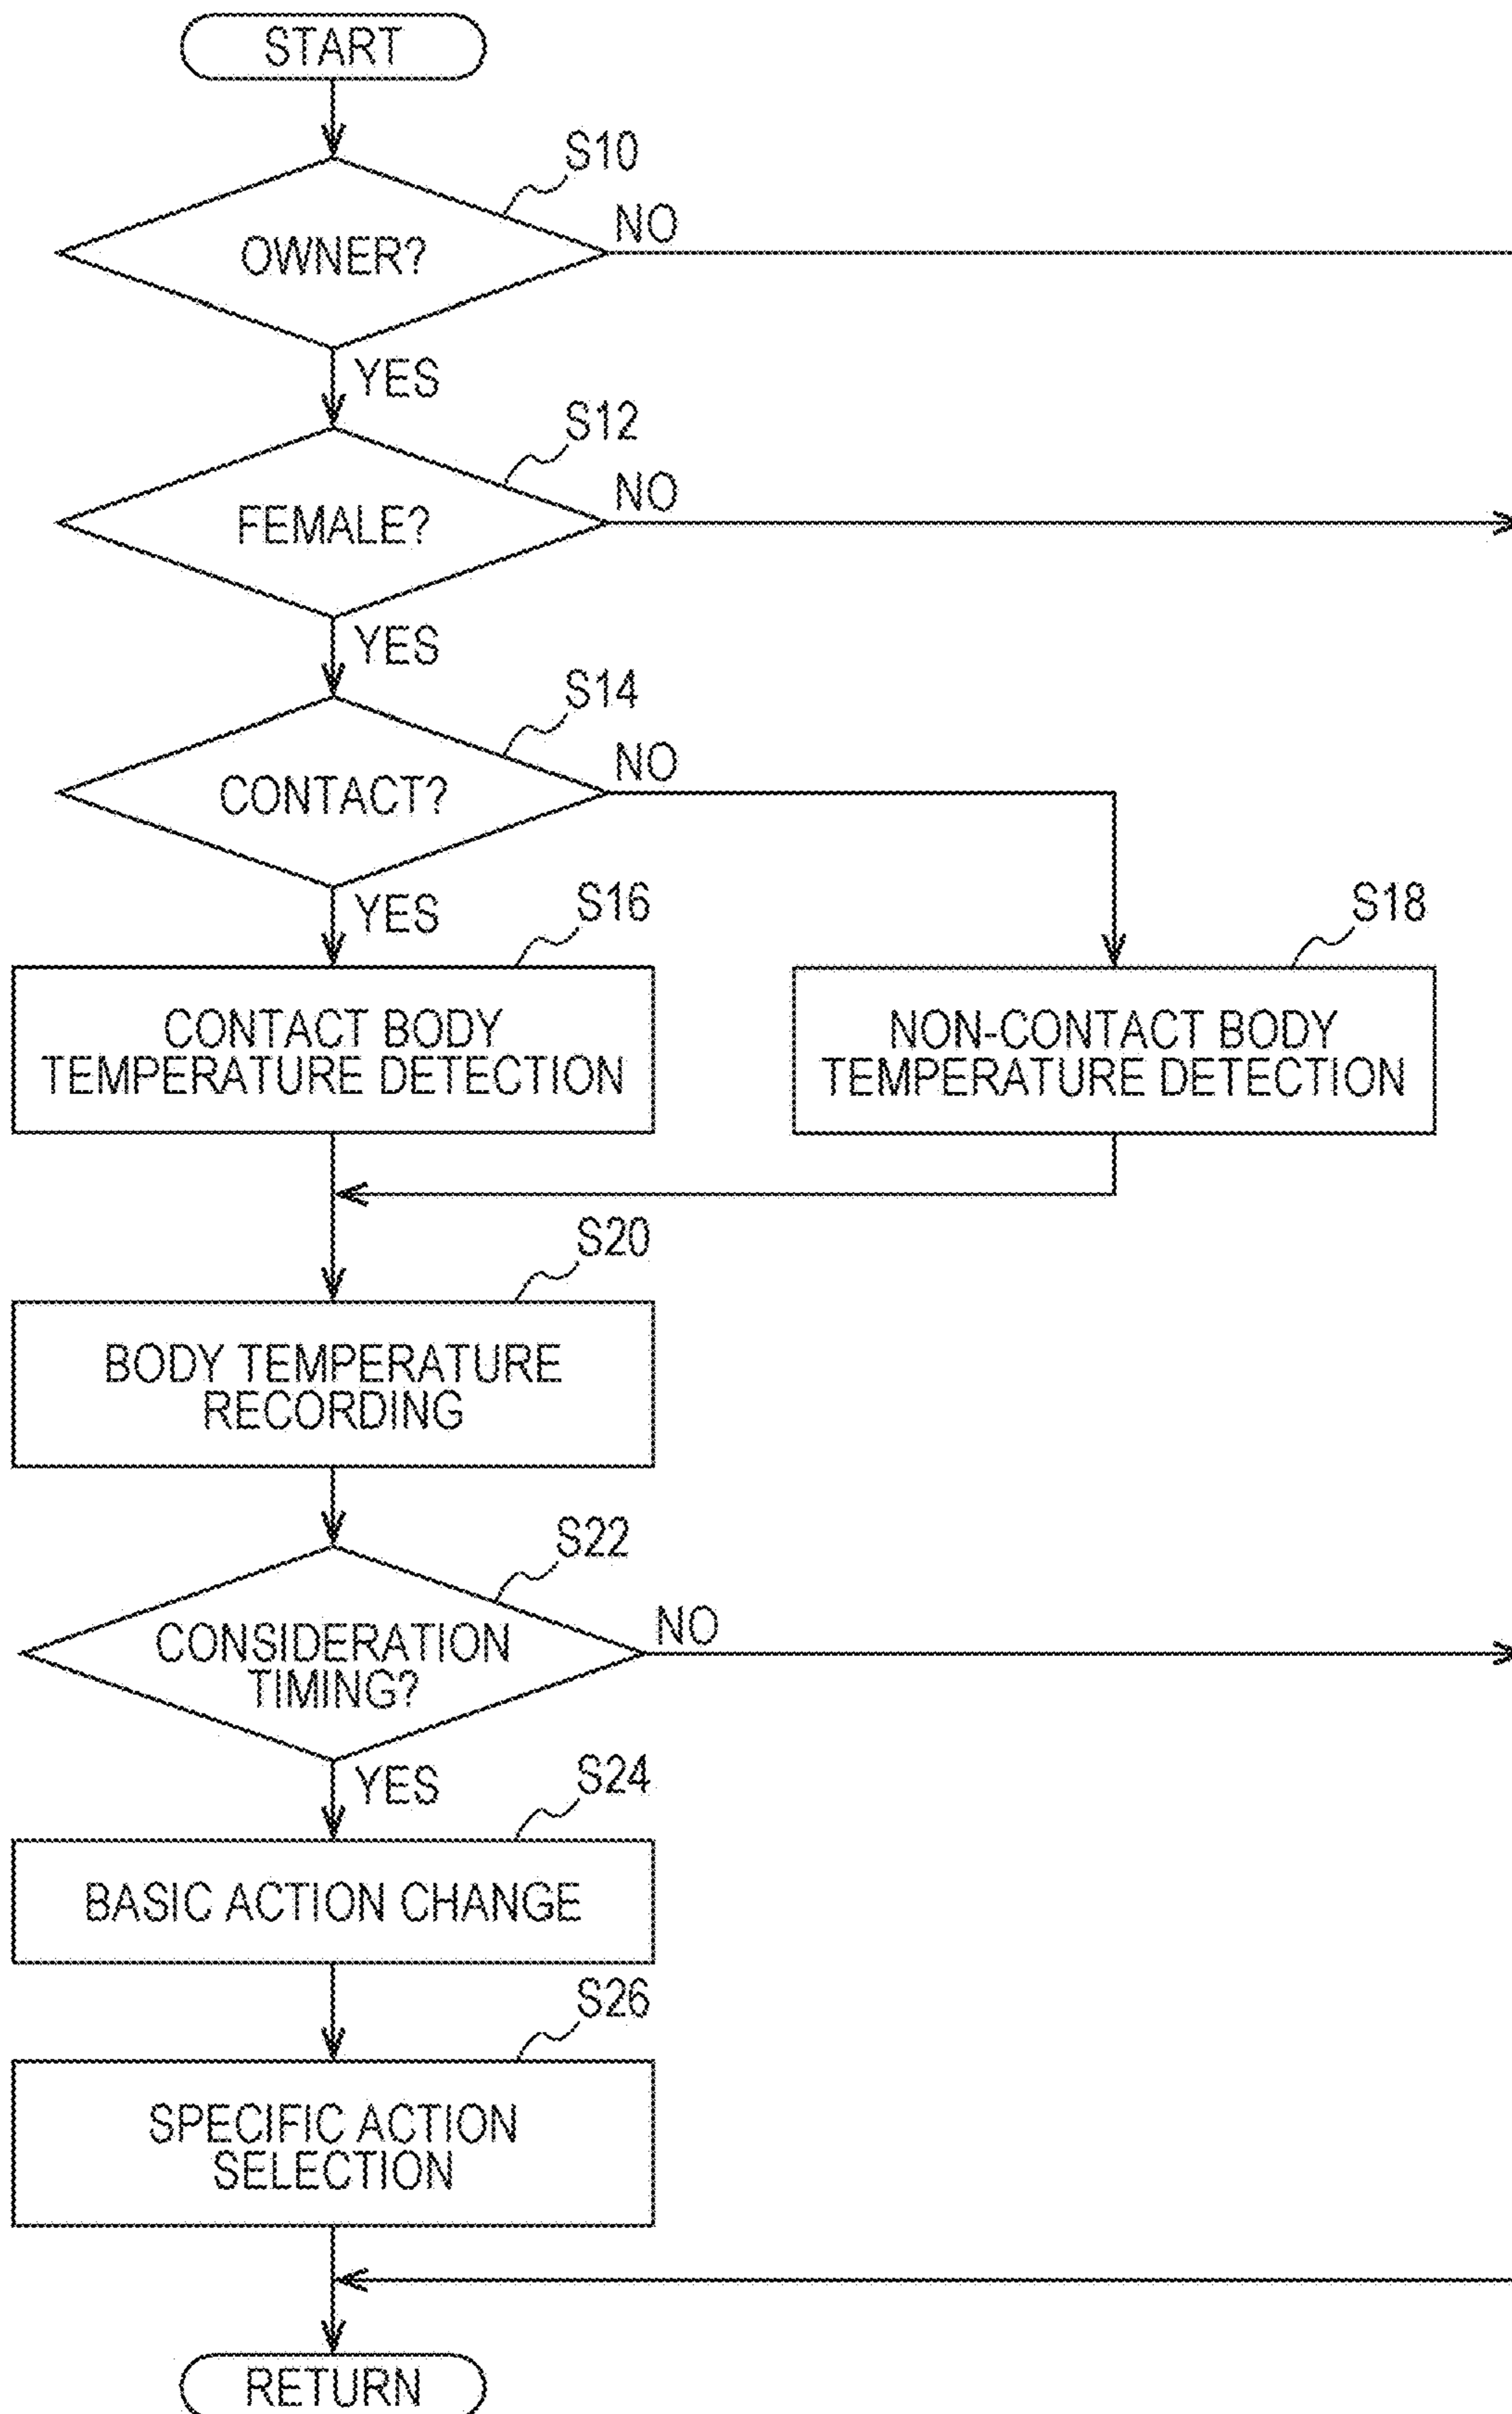 START
S10
OWNER?
NO
YES
S12
FEMALE?
NO
YES
S14
CONTACT?
NO
YES
S16
S18
CONTACT BODY
TEMPERATURE DETECTION
NON-CONTACT BODY
TEMPERATURE DETECTION
S20
BODY TEMPERATURE
RECORDING
S22
CONSIDERATION
TIMING?
NO
YES
S24
BASIC ACTION CHANGE
S26
SPECIFIC ACTION
SELECTION
RETURN